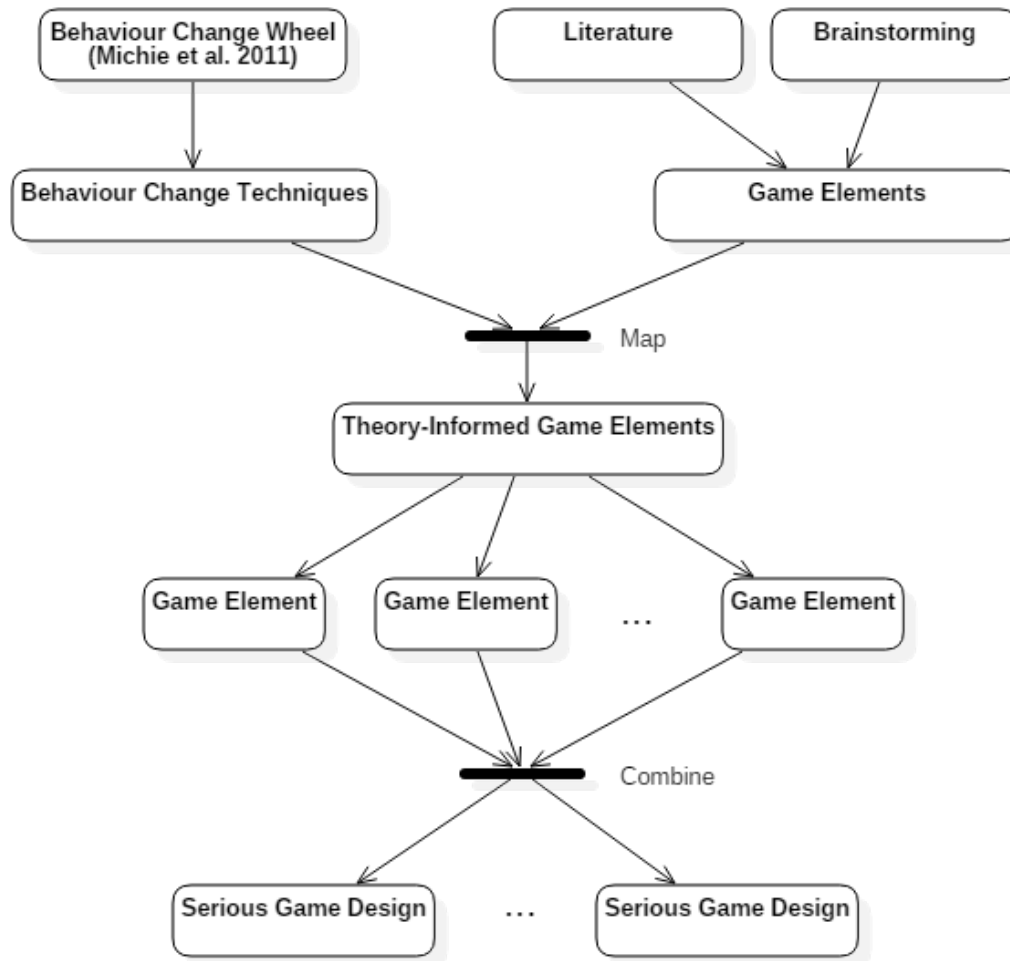 Behaviour Change Wheel
(Michie et al. 2011)
Literature
Brainstorming
Behaviour Change Techniques
Game Elements
Map
Theory-Informed Game Elements
Game Element
Game Element
...
Game Element
Combine
Serious Game Design
...
Serious Game Design